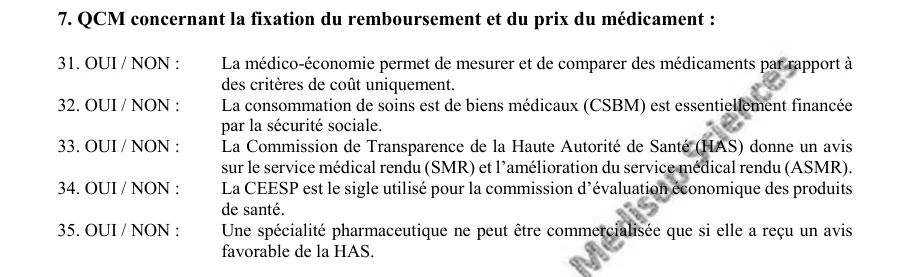 7. QCM concernant la fixation du remboursement et du prix du médicament :
31. OUI / NON : La médico-économie permet de mesurer et de comparer des médicaments par rapport à
des critères de coût uniquement.
32. OUI / NON : La consommation de soins est de biens médicaux (CSBM) est essentiellement financée
par la sécurité sociale.
33. OUI / NON : La Commission de Transparence de la Haute Autorité de Santé (HAS) donne un avis
sur le service médical rendu (SMR) et l'amélioration du service médical rendu (ASMR).
34. OUI / NON : La CEESP est le sigle utilisé pour la commission d'évaluation économique des produits
de santé.
35. OUI / NON : Une spécialité pharmaceutique ne peut être commercialisée que si elle a reçu un avis
favorable de la HAS.
Médisup Sciences